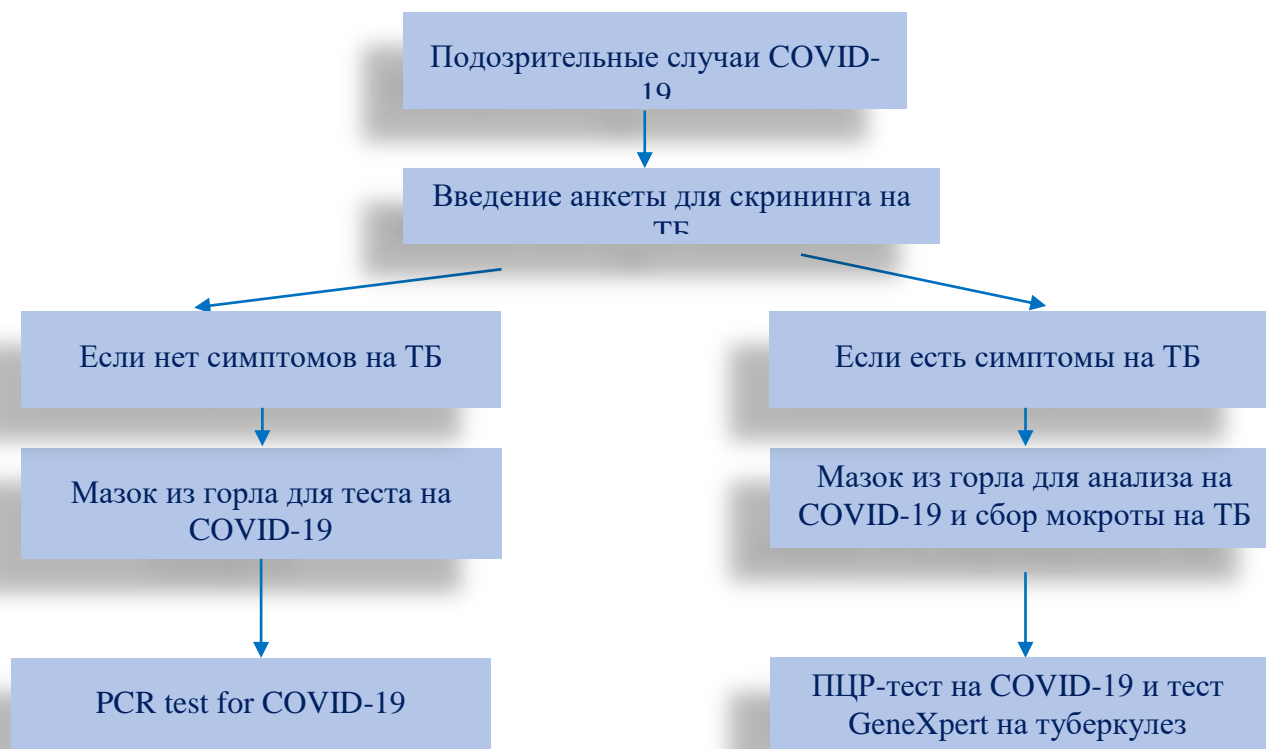 Подозрительные случаи COVID-
19
Введение анкеты для скрининга на
ТБ
Если нет симптомов на ТБ
Если есть симптомы на ТБ
Мазок из горла для теста на
COVID-19
Мазок из горла для анализа на
COVID-19 и сбор мокроты на ТБ
PCR test for COVID-19
ПЦР-тест на COVID-19 и тест
GeneXpert на туберкулез